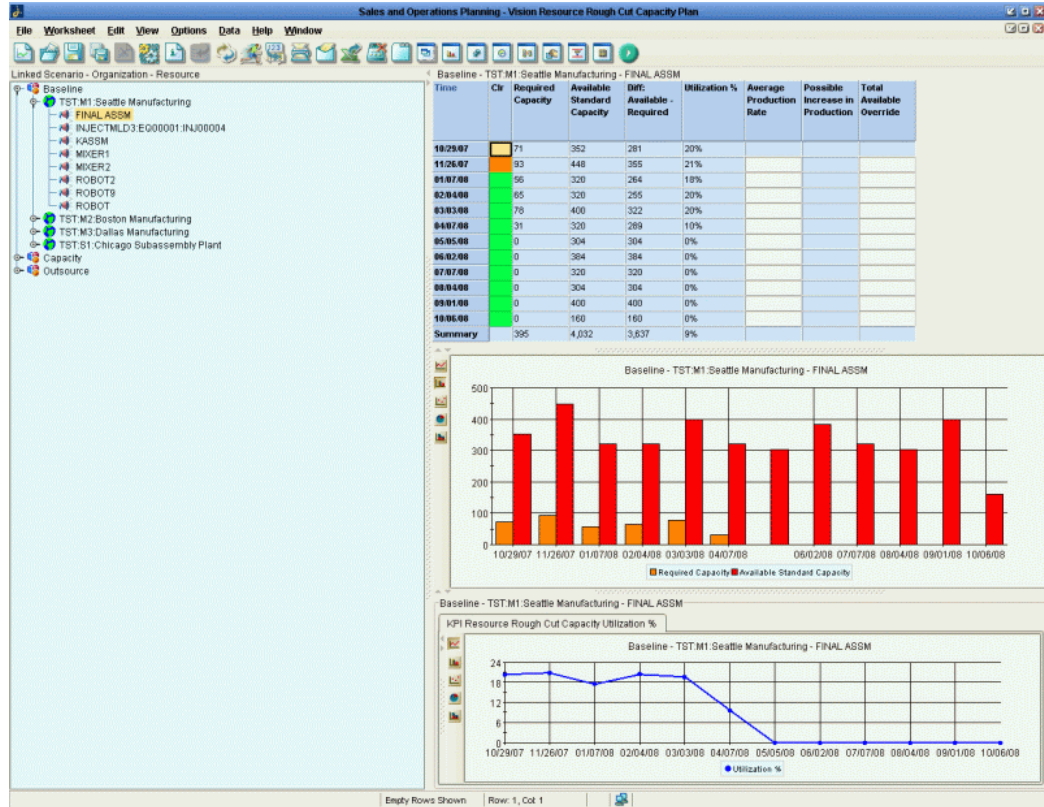 Sales and Operations Planning - Vision Resource Rough Cut Capacity Plan
File Worksheet Edit View Options Data Help Window
Linked Scenario - Organization - Resource
Baseline
TST:M1:Seattle Manufacturing
FINAL ASSM
INJECTMLD3:EQ00001:INJ00004
KASSM
MIXER1
MIXER2
ROBOT2
ROBOT9
ROBOT
TST:M2:Boston Manufacturing
TST:M3:Dallas Manufacturing
TST:S1:Chicago Subassembly Plant
Capacity
Outsource
Baseline - TST:M1:Seattle Manufacturing - FINAL ASSM
Time Clr Required Capacity Available Standard Capacity Diff: Available - Required Utilization % Average Production Rate Possible Increase in Production Total Available Override
10/29/07 71 352 281 20%
11/26/07 93 448 355 21%
01/07/08 56 320 264 18%
02/04/08 65 320 255 20%
03/03/08 78 400 322 20%
04/07/08 31 320 289 10%
05/05/08 0 304 304 0%
06/02/08 0 384 384 0%
07/07/08 0 320 320 0%
08/04/08 0 304 304 0%
09/01/08 0 400 400 0%
10/06/08 0 160 160 0%
Summary 395 4,032 3,637 9%
Baseline - TST:M1:Seattle Manufacturing - FINAL ASSM
500
400
300
200
100
0
10/29/07 11/26/07 01/07/08 02/04/08 03/03/08 04/07/08 06/02/08 07/07/08 08/04/08 09/01/08 10/06/08
Required Capacity Available Standard Capacity
Baseline - TST:M1:Seattle Manufacturing - FINAL ASSM
KPI Resource Rough Cut Capacity Utilization %
Baseline - TST:M1:Seattle Manufacturing - FINAL ASSM
24
18
12
6
0
10/29/07 11/26/07 01/07/08 02/04/08 03/03/08 04/07/08 05/05/08 06/02/08 07/07/08 08/04/08 09/01/08 10/06/08
Utilization %
Empty Rows Shown Row: 1, Col: 1